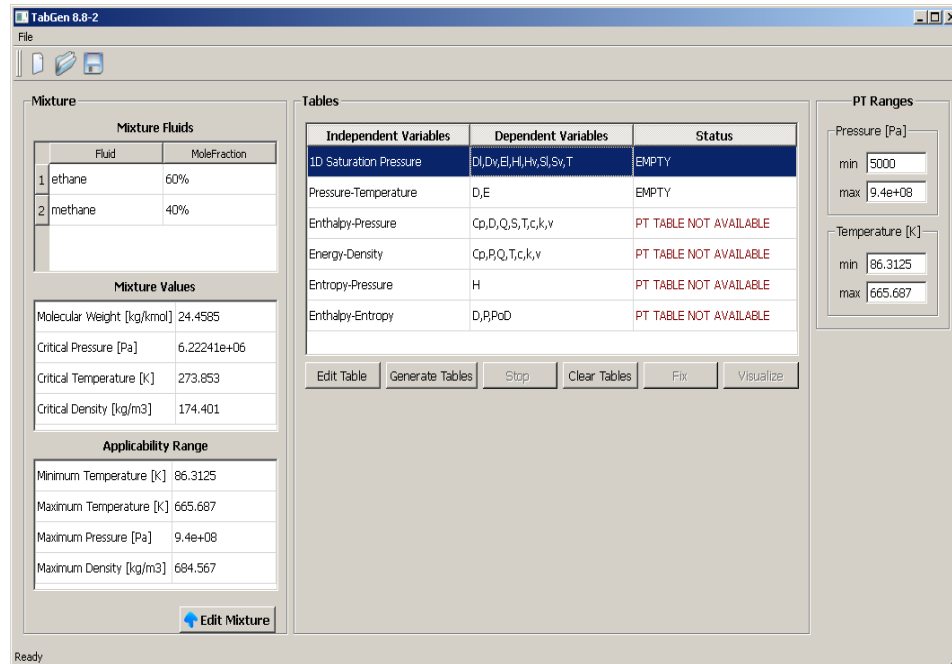 TabGen 8.8-2
File
Mixture
Mixture Fluids
Fluid MoleFraction
1 ethane 60%
2 methane 40%
Mixture Values
Molecular Weight [kg/kmol] 24.4585
Critical Pressure [Pa] 6.22241e+06
Critical Temperature [K] 273.853
Critical Density [kg/m3] 174.401
Applicability Range
Minimum Temperature [K] 86.3125
Maximum Temperature [K] 665.687
Maximum Pressure [Pa] 9.4e+08
Maximum Density [kg/m3] 684.567
Edit Mixture
Tables
Independent Variables Dependent Variables Status
1D Saturation Pressure Dl,Dv,El,Hl,Hv,Sl,Sv,T EMPTY
Pressure-Temperature D,E EMPTY
Enthalpy-Pressure Cp,D,Q,S,T,c,k,v PT TABLE NOT AVAILABLE
Energy-Density Cp,P,Q,T,c,k,v PT TABLE NOT AVAILABLE
Entropy-Pressure H PT TABLE NOT AVAILABLE
Enthalpy-Entropy D,P,PoD PT TABLE NOT AVAILABLE
Edit Table Generate Tables Stop Clear Tables Fix Visualize
PT Ranges
Pressure [Pa]
min 5000
max 9.4e+08
Temperature [K]
min 86.3125
max 665.687
Ready